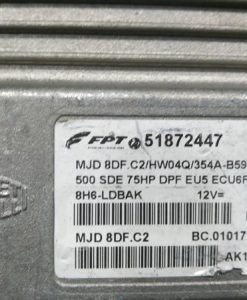 FPT 51872447
MJD 8DF.C2/HW04Q/354A-B59
500 SDE 75HP DPF EU5 ECU6F
8H6-LDBAK 12V=
MJD 8DF.C2 BC.01017
AK1